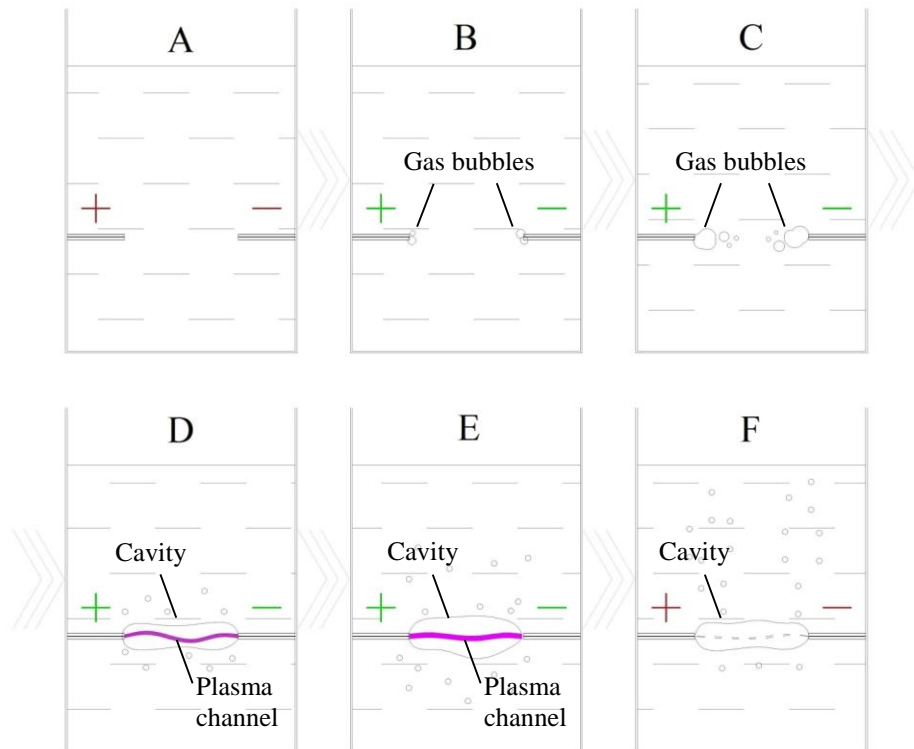 A
B
C
Gas bubbles
Gas bubbles
+
−
+
−
+
−
D
E
F
Cavity
Cavity
Cavity
+
−
+
−
+
−
Plasma
channel
Plasma
channel